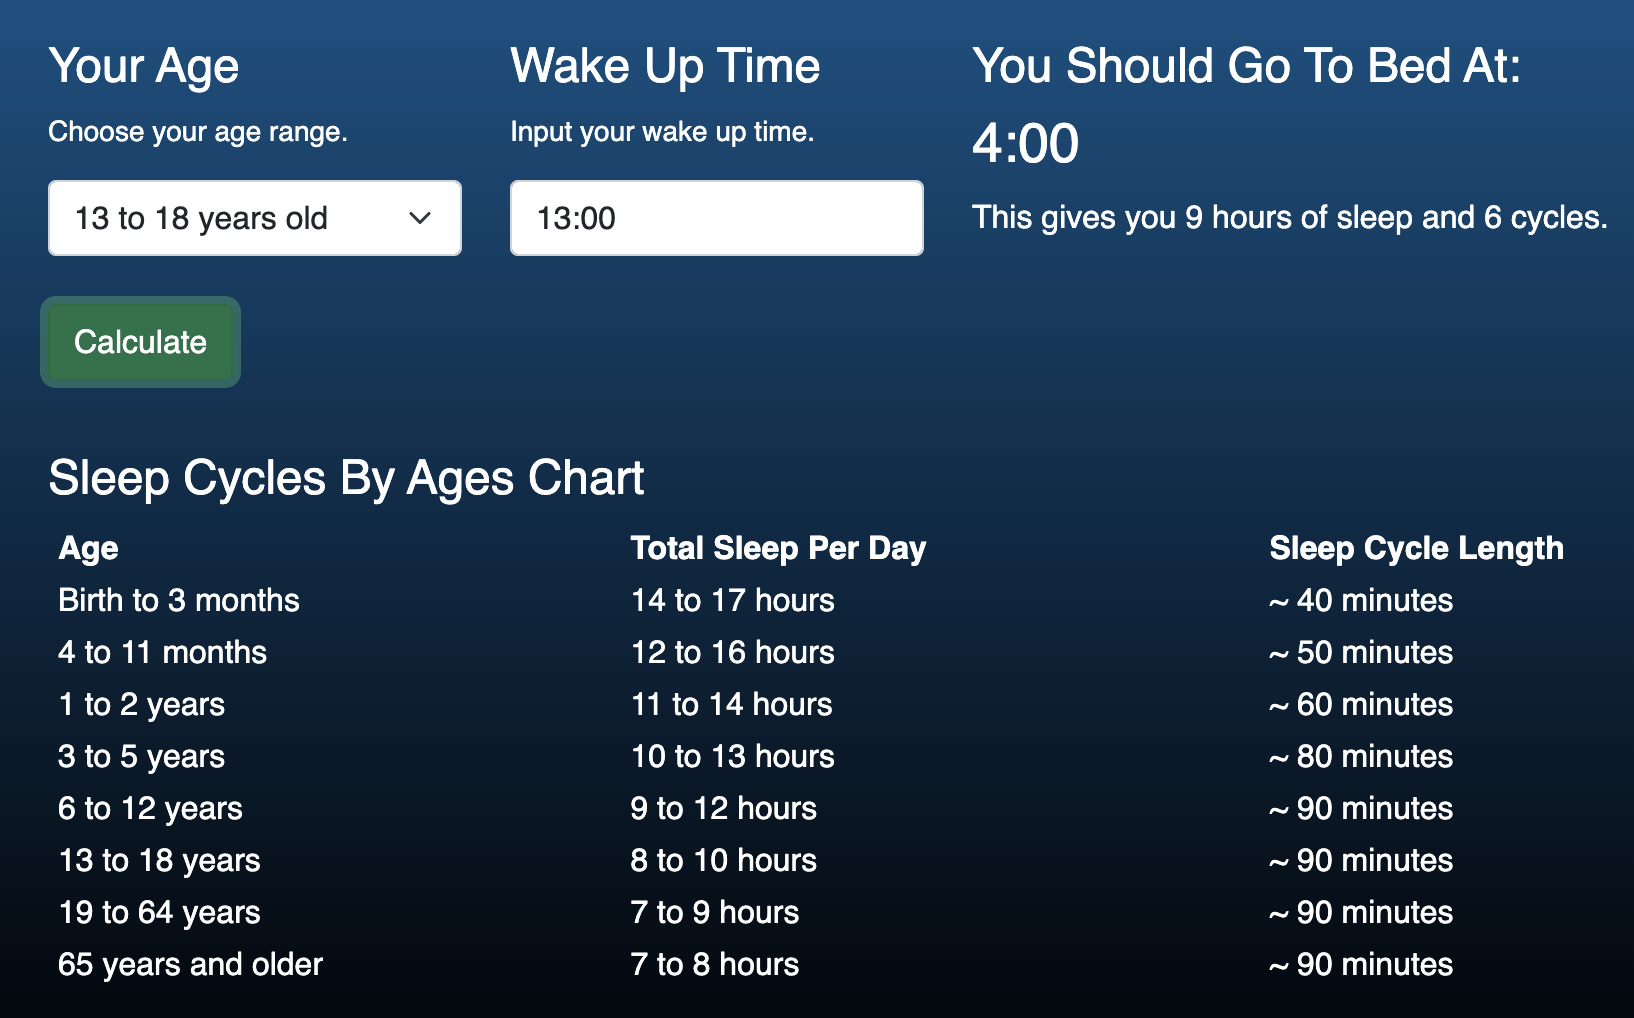 Your Age
Choose your age range.
13 to 18 years old
Calculate
Wake Up Time
Input your wake up time.
13:00
You Should Go To Bed At:
4:00
This gives you 9 hours of sleep and 6 cycles.
Sleep Cycles By Ages Chart
Age Total Sleep Per Day Sleep Cycle Length
Birth to 3 months 14 to 17 hours ~ 40 minutes
4 to 11 months 12 to 16 hours ~ 50 minutes
1 to 2 years 11 to 14 hours ~ 60 minutes
3 to 5 years 10 to 13 hours ~ 80 minutes
6 to 12 years 9 to 12 hours ~ 90 minutes
13 to 18 years 8 to 10 hours ~ 90 minutes
19 to 64 years 7 to 9 hours ~ 90 minutes
65 years and older 7 to 8 hours ~ 90 minutes